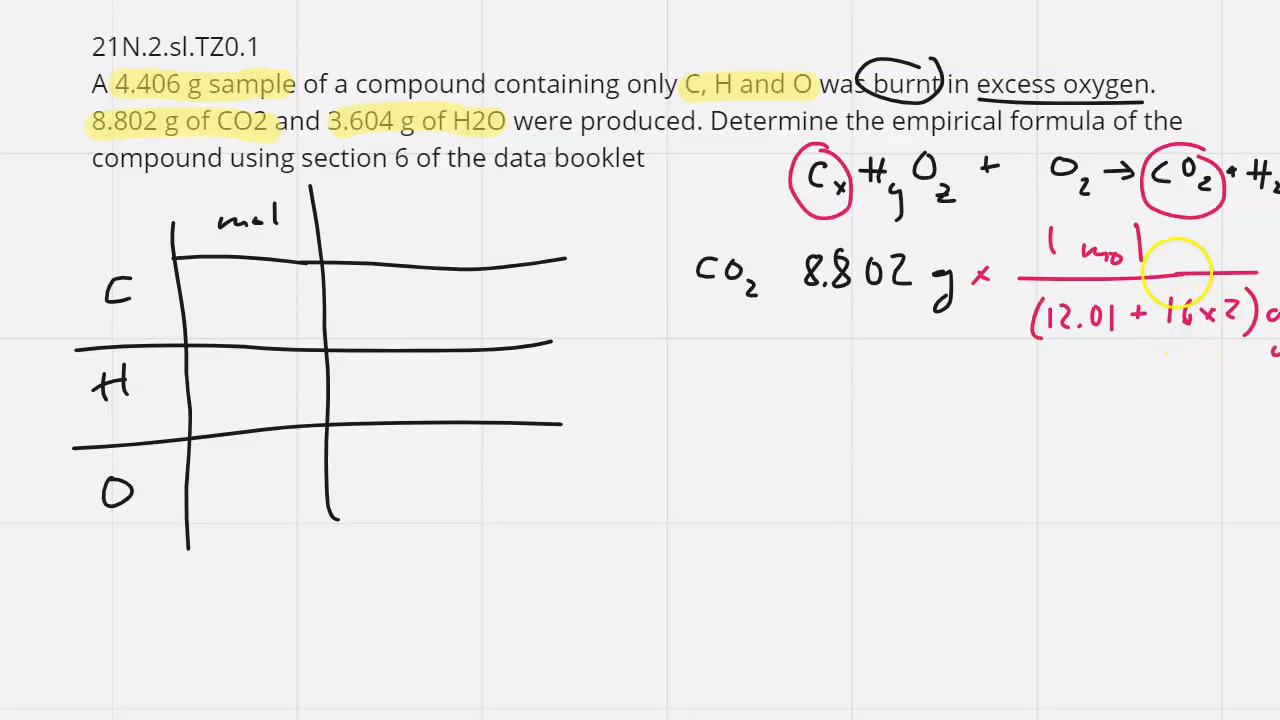 21N.2.sl.TZ0.1
A 4.406 g sample of a compound containing only C, H and O was burnt in excess oxygen.
8.802 g of CO2 and 3.604 g of H2O were produced. Determine the empirical formula of the
compound using section 6 of the data booklet
CxHyOz + O2 → CO2 + H2
mol
C
H
O
CO2 8.802 g × 1 mol
(12.01 + 16×2)